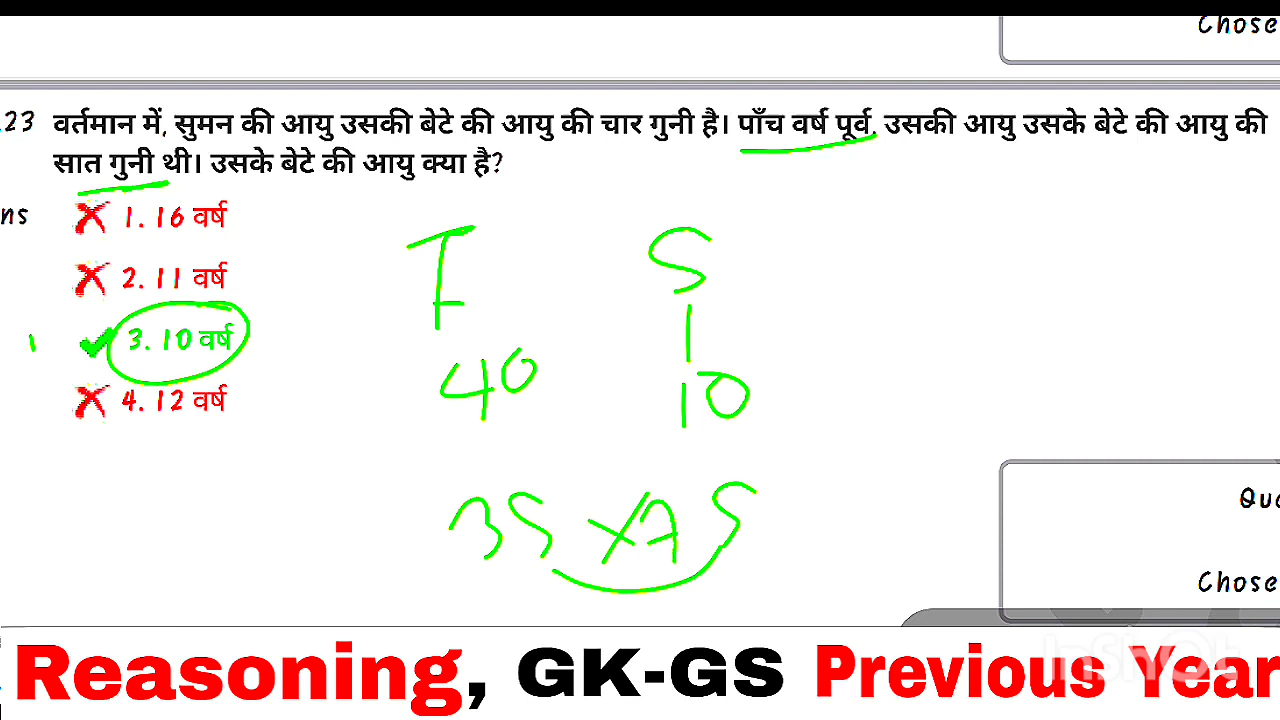 Chose
.23 वर्तमान में, सुमन की आयु उसकी बेटे की आयु की चार गुनी है। पाँच वर्ष पूर्व, उसकी आयु उसके बेटे की आयु की
सात गुनी थी। उसके बेटे की आयु क्या है?
ns
1. 16 वर्ष
2. 11 वर्ष
3. 10 वर्ष
4. 12 वर्ष
F S
40 10
35 x7 5
Que
Chose
InShOt
Reasoning, GK-GS Previous Year